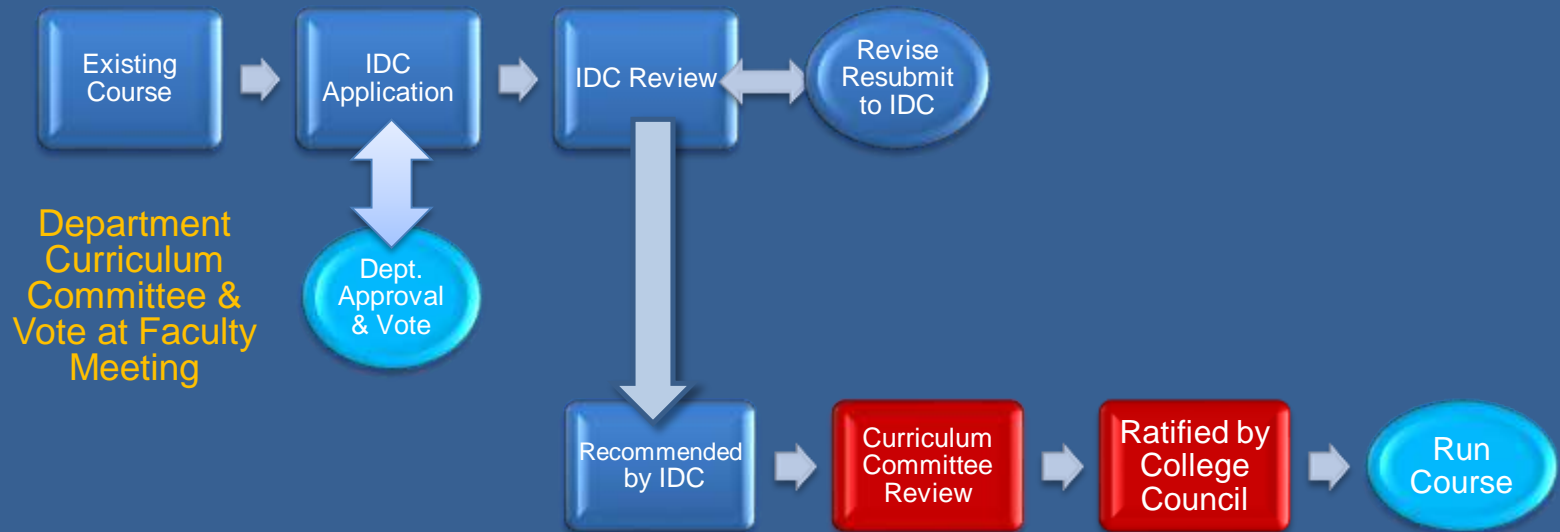 Existing
Course
IDC
Application
IDC Review
Revise
Resubmit
to IDC
Department
Curriculum
Committee &
Vote at Faculty
Meeting
Dept.
Approval
& Vote
Recommended
by IDC
Curriculum
Committee
Review
Ratified by
College
Council
Run
Course